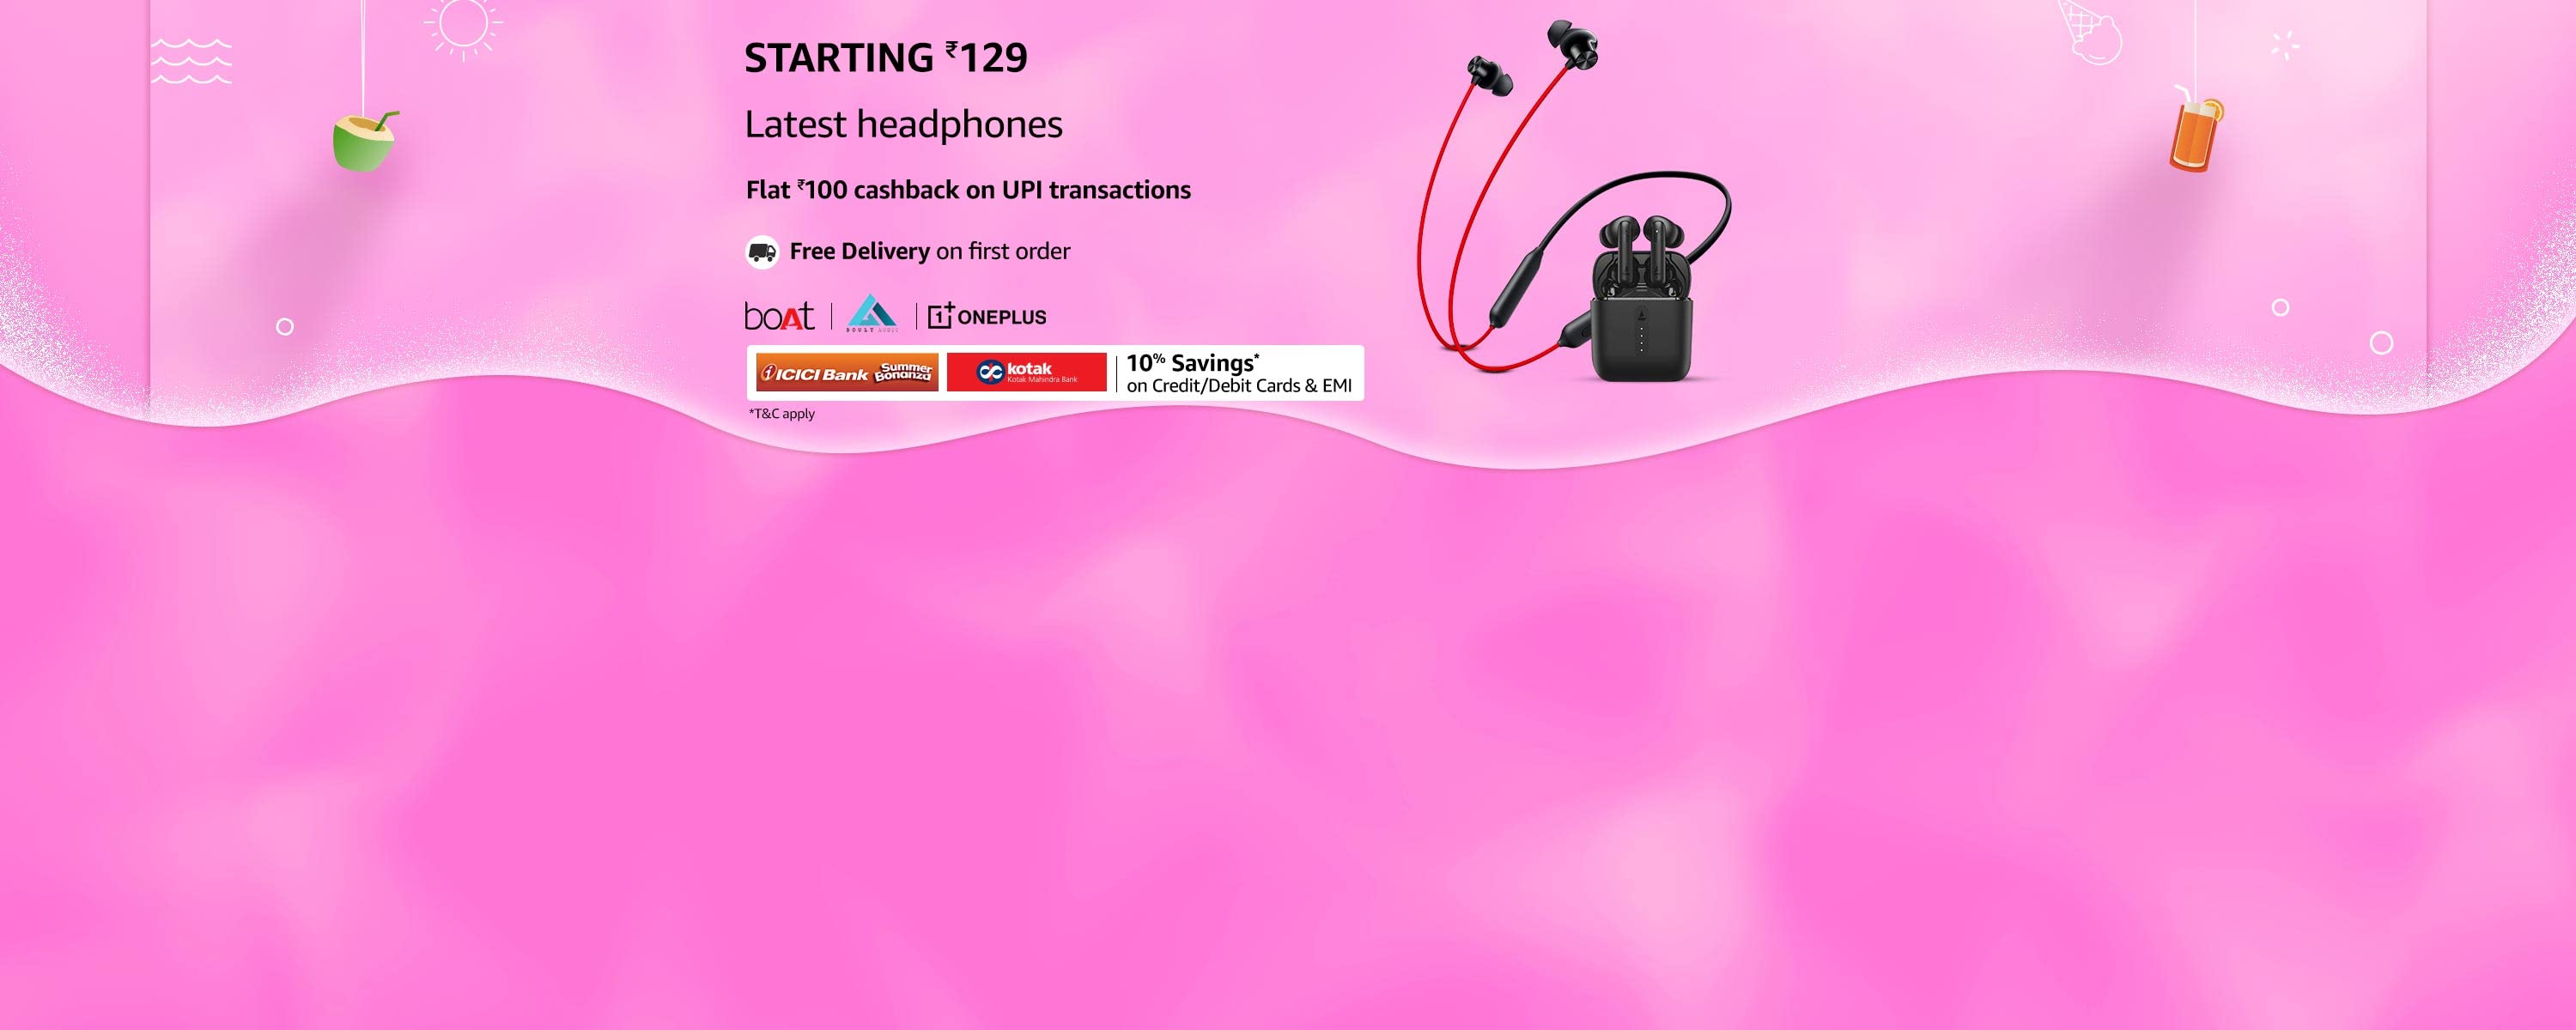 STARTING ₹129
Latest headphones
Flat ₹100 cashback on UPI transactions
Free Delivery on first order
boAt
BOULT AUDIO
1+ ONEPLUS
ICICI Bank Summer Bonanza
kotak
Kotak Mahindra Bank
10% Savings*
on Credit/Debit Cards & EMI
*T&C apply